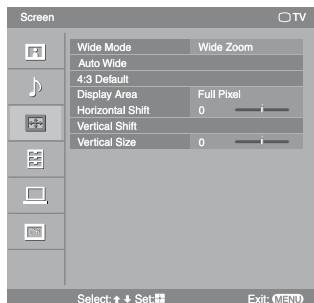 Screen TV
Wide Mode Wide Zoom
Auto Wide
4:3 Default
Display Area Full Pixel
Horizontal Shift 0
Vertical Shift
Vertical Size 0
Select: Set: Exit: MENU